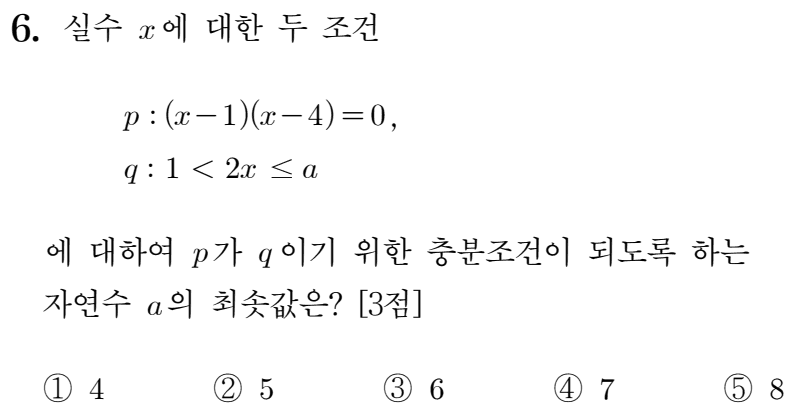 6. 실수 x에 대한 두 조건
p : (x-1)(x-4)=0,
q : 1 < 2x ≤ a
에 대하여 p가 q이기 위한 충분조건이 되도록 하는
자연수 a의 최솟값은? [3점]
① 4 ② 5 ③ 6 ④ 7 ⑤ 8